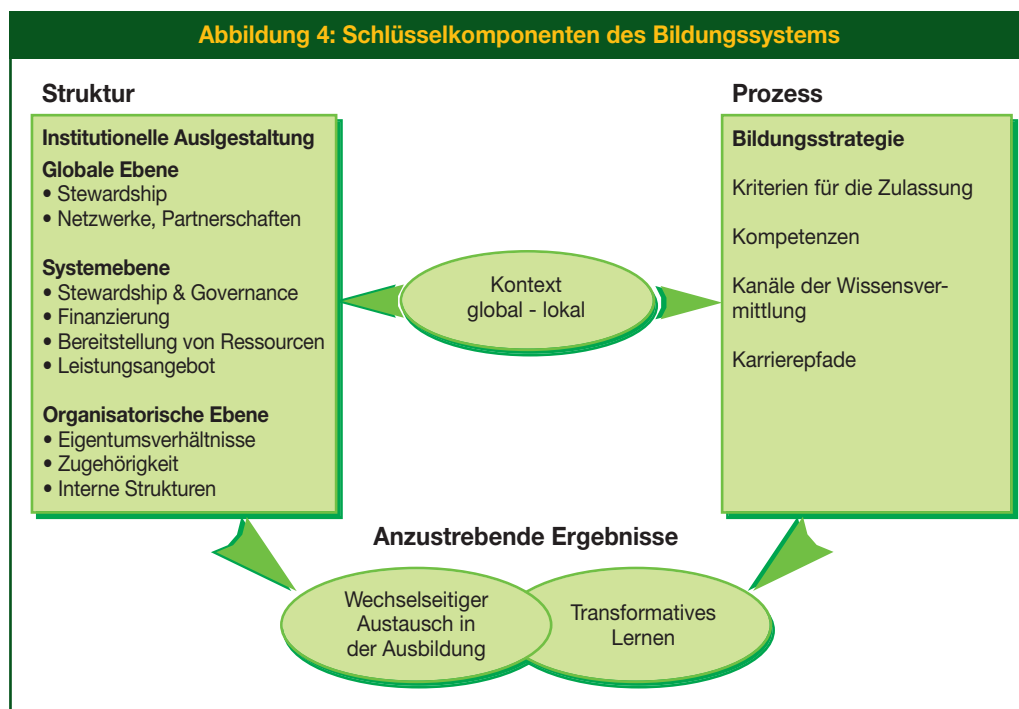 Abbildung 4: Schlüsselkomponenten des Bildungssystems
Struktur
Institutionelle Auslgestaltung
Globale Ebene
• Stewardship
• Netzwerke, Partnerschaften
Systemebene
• Stewardship & Governance
• Finanzierung
• Bereitstellung von Ressourcen
• Leistungsangebot
Organisatorische Ebene
• Eigentumsverhältnisse
• Zugehörigkeit
• Interne Strukturen
Kontext
global - lokal
Prozess
Bildungsstrategie
Kriterien für die Zulassung
Kompetenzen
Kanäle der Wissensver-
mittlung
Karrierepfade
Anzustrebende Ergebnisse
Wechselseitiger
Austausch in
der Ausbildung
Transformatives
Lernen